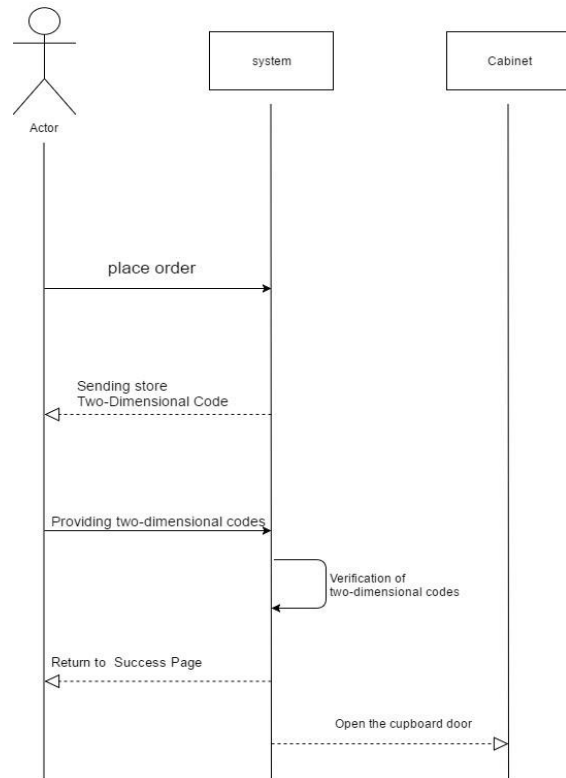 system
Cabinet
Actor
place order
Sending store
Two-Dimensional Code
Providing two-dimensional codes
Verification of
two-dimensional codes
Return to  Success Page
Open the cupboard door